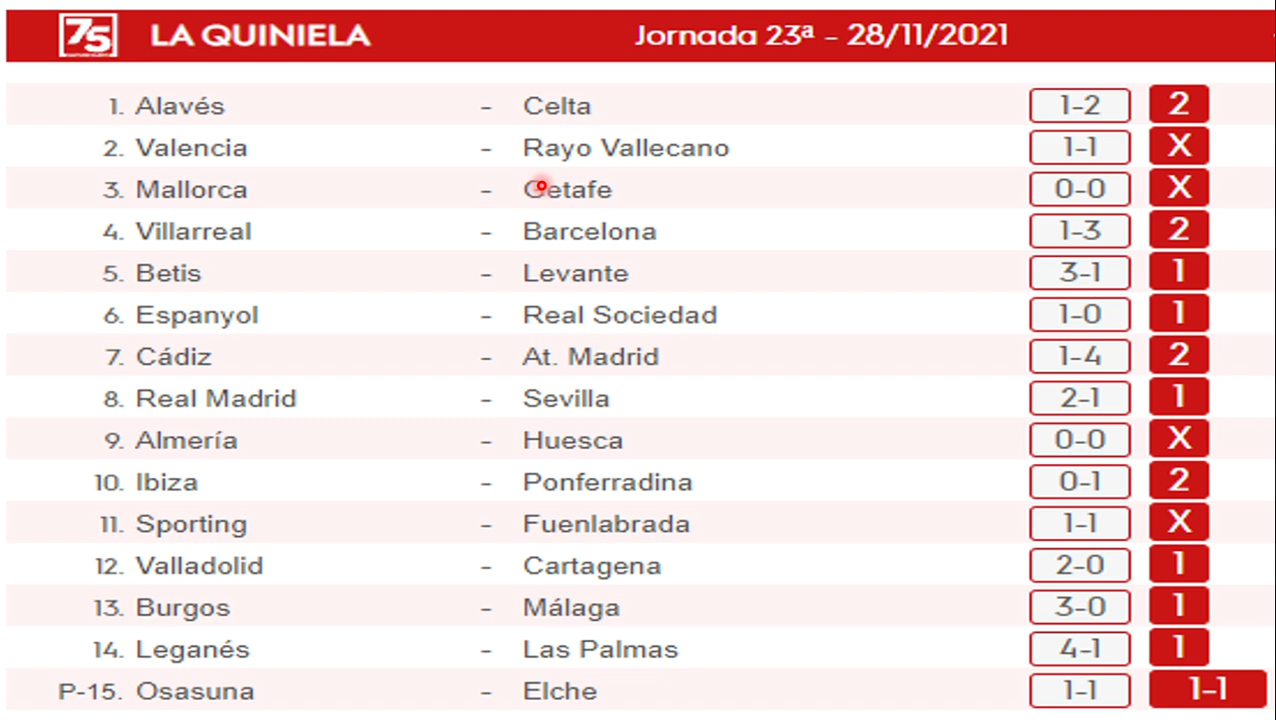 75 LA QUINIELA Jornada 23ª - 28/11/2021
1. Alavés - Celta 1-2 2
2. Valencia - Rayo Vallecano 1-1 X
3. Mallorca - Getafe 0-0 X
4. Villarreal - Barcelona 1-3 2
5. Betis - Levante 3-1 1
6. Espanyol - Real Sociedad 1-0 1
7. Cádiz - At. Madrid 1-4 2
8. Real Madrid - Sevilla 2-1 1
9. Almería - Huesca 0-0 X
10. Ibiza - Ponferradina 0-1 2
11. Sporting - Fuenlabrada 1-1 X
12. Valladolid - Cartagena 2-0 1
13. Burgos - Málaga 3-0 1
14. Leganés - Las Palmas 4-1 1
P-15. Osasuna - Elche 1-1 1-1